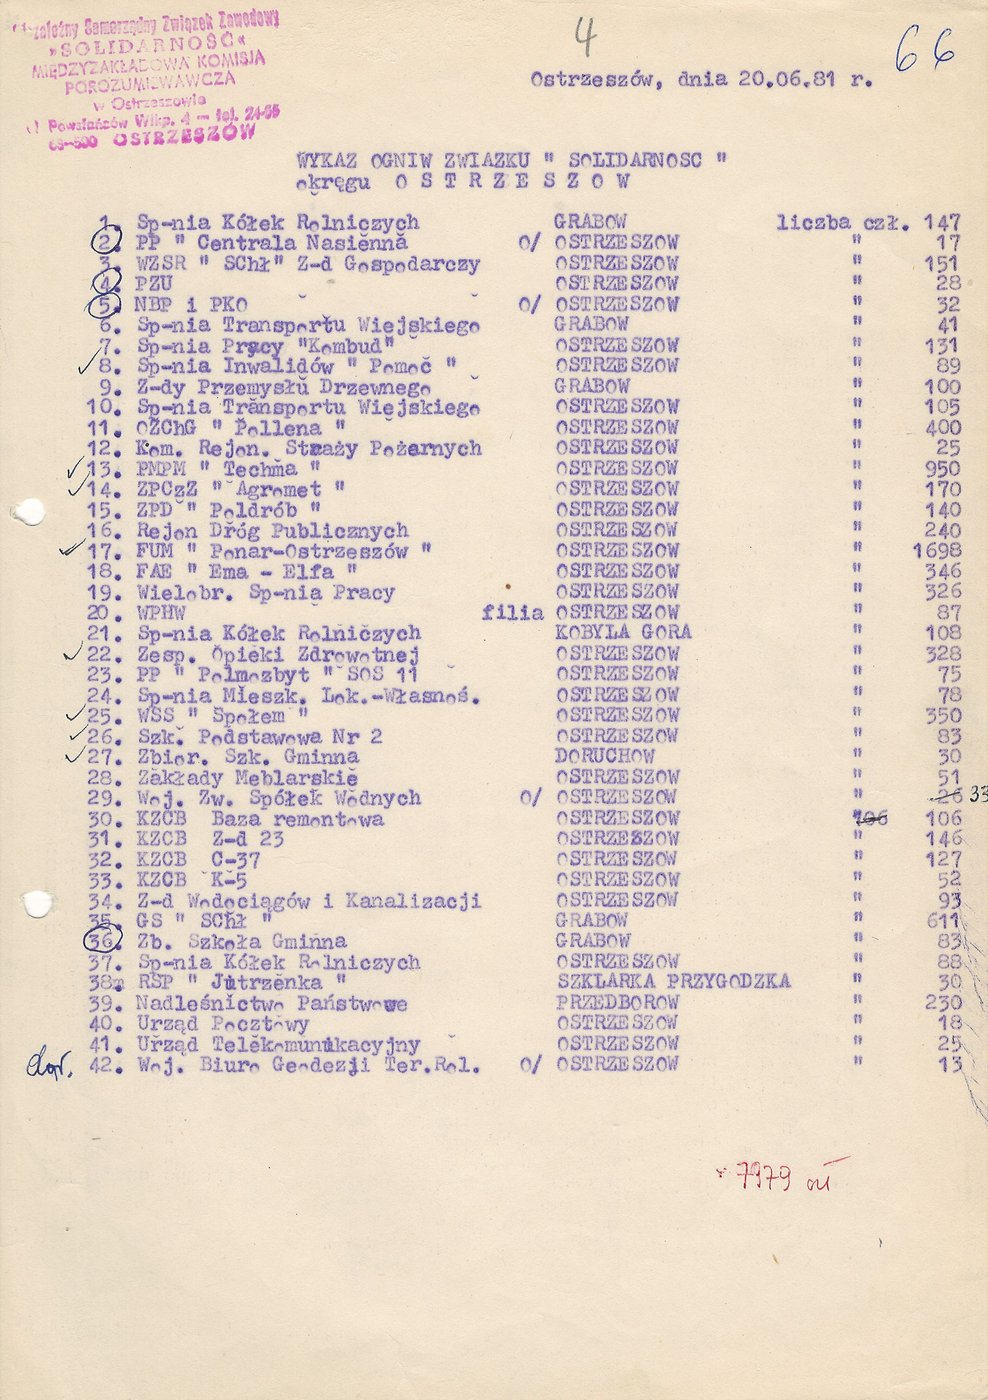 Niezależny Samorządny Związek Zawodowy
»SOLIDARNOŚĆ«
MIĘDZYZAKŁADOWA KOMISJA
POROZUMIEWAWCZA
w Ostrzeszowie
Powstańców Wlkp. 4 — tel. 24-55
63-500 OSTRZESZÓW
4
66
Ostrzeszów, dnia 20.06.81 r.
WYKAZ OGNIW ZWIAZKU " SOLIDARNOSC "
okręgu O S T R Z E S Z O W
1. Sp-nia Kółek Rolniczych GRABOW liczba czł. 147
2. PP " Centrala Nasienna O/ OSTRZESZOW " 17
3. WZSR " SChł" Z-d Gospodarczy OSTRZESZOW " 151
4. PZU OSTRZESZOW " 28
5. NBP i PKO O/ OSTRZESZOW " 32
6. Sp-nia Transportu Wiejskiego GRABOW " 41
7. Sp-nia Pracy "Kombud" OSTRZESZOW " 131
8. Sp-nia Inwalidów " Pomoc " OSTRZESZOW " 89
9. Z-dy Przemysłu Drzewnego GRABOW " 100
10. Sp-nia Transportu Wiejskiego OSTRZESZOW " 105
11. OZChG " Pollena " OSTRZESZOW " 400
12. Kom. Rejon. Straży Pożarnych OSTRZESZOW " 25
13. PMPM " Techma " OSTRZESZOW " 950
14. ZPCzZ " Agromet " OSTRZESZOW " 170
15. ZPD " Poldrób " OSTRZESZOW " 140
16. Rejon Dróg Publicznych OSTRZESZOW " 240
17. FUM " Ponar-Ostrzeszów " OSTRZESZOW " 1698
18. FAE " Ema - Elfa " OSTRZESZOW " 346
19. Wielobr. Sp-nia Pracy OSTRZESZOW " 326
20. WPHW filia OSTRZESZOW " 87
21. Sp-nia Kółek Rolniczych KOBYLA GORA " 108
22. Zesp. Opieki Zdrowotnej OSTRZESZOW " 328
23. PP " Polmozbyt " SOS 11 OSTRZESZOW " 75
24. Sp-nia Mieszk. Lok.-Własnoś. OSTRZESZOW " 78
25. WSS " Społem " OSTRZESZOW " 350
26. Szk. Podstawowa Nr 2 OSTRZESZOW " 83
27. Zbior. Szk. Gminna DORUCHOW " 30
28. Zakłady Meblarskie OSTRZESZOW " 51
29. Woj. Zw. Spółek Wodnych O/ OSTRZESZOW " 26 33
30. KZCB Baza remontowa OSTRZESZOW "106 106
31. KZCB Z-d 23 OSTRZESZOW " 146
32. KZCB C-37 OSTRZESZOW " 127
33. KZCB K-5 OSTRZESZOW " 52
34. Z-d Wodociągów i Kanalizacji OSTRZESZOW " 93
35. GS " SChł " GRABOW " 611
36. Zb. Szkoła Gminna GRABOW " 83
37. Sp-nia Kółek Rolniczych OSTRZESZOW " 88
38m RSP " Jutrzenka " SZKLARKA PRZYGODZKA " 30
39. Nadleśnictwo Państwowe PRZEDBOROW " 230
40. Urząd Pocztowy OSTRZESZOW " 18
41. Urząd Telekomunikacyjny OSTRZESZOW " 25
42. Woj. Biuro Geodezji Ter.Rol. O/ OSTRZESZOW " 13
7979